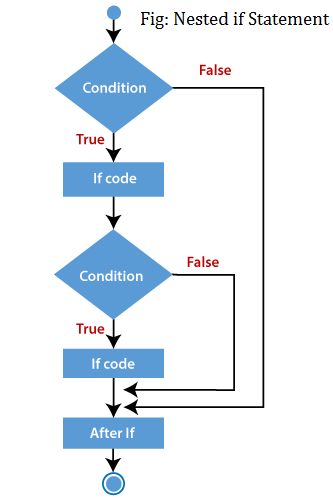 Fig: Nested if Statement
False
Condition
True
If code
Condition
False
True
If code
After If